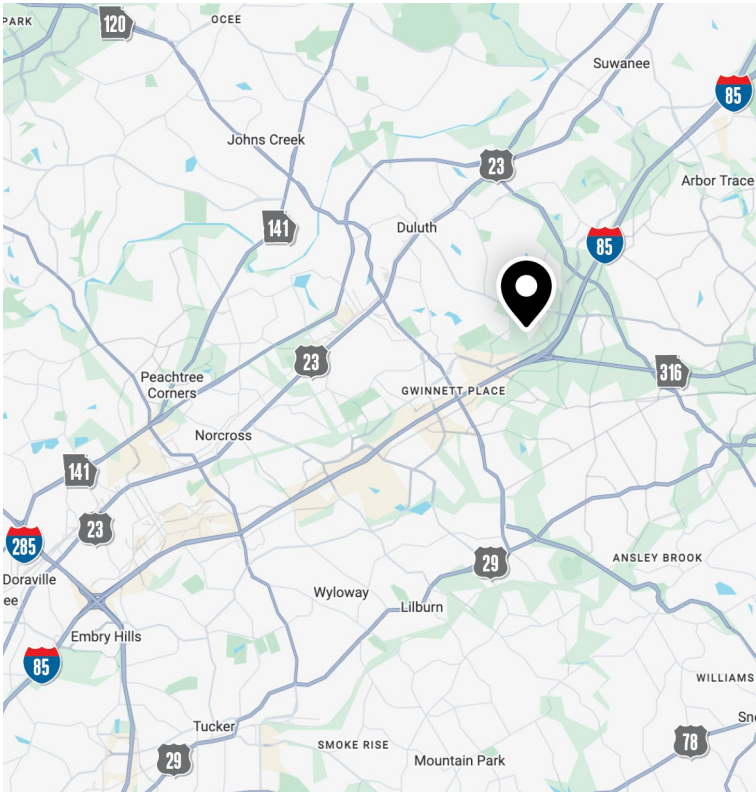 PARK
120
OCEE
Suwanee
85
Johns Creek
23
Arbor Trace
141
Duluth
85
23
316
Peachtree
Corners
GWINNETT PLACE
Norcross
141
23
285
29
ANSLEY BROOK
Doraville
ee
Wyloway
Lilburn
Embry Hills
85
WILLIAMS
Sn
Tucker
78
SMOKE RISE
29
Mountain Park